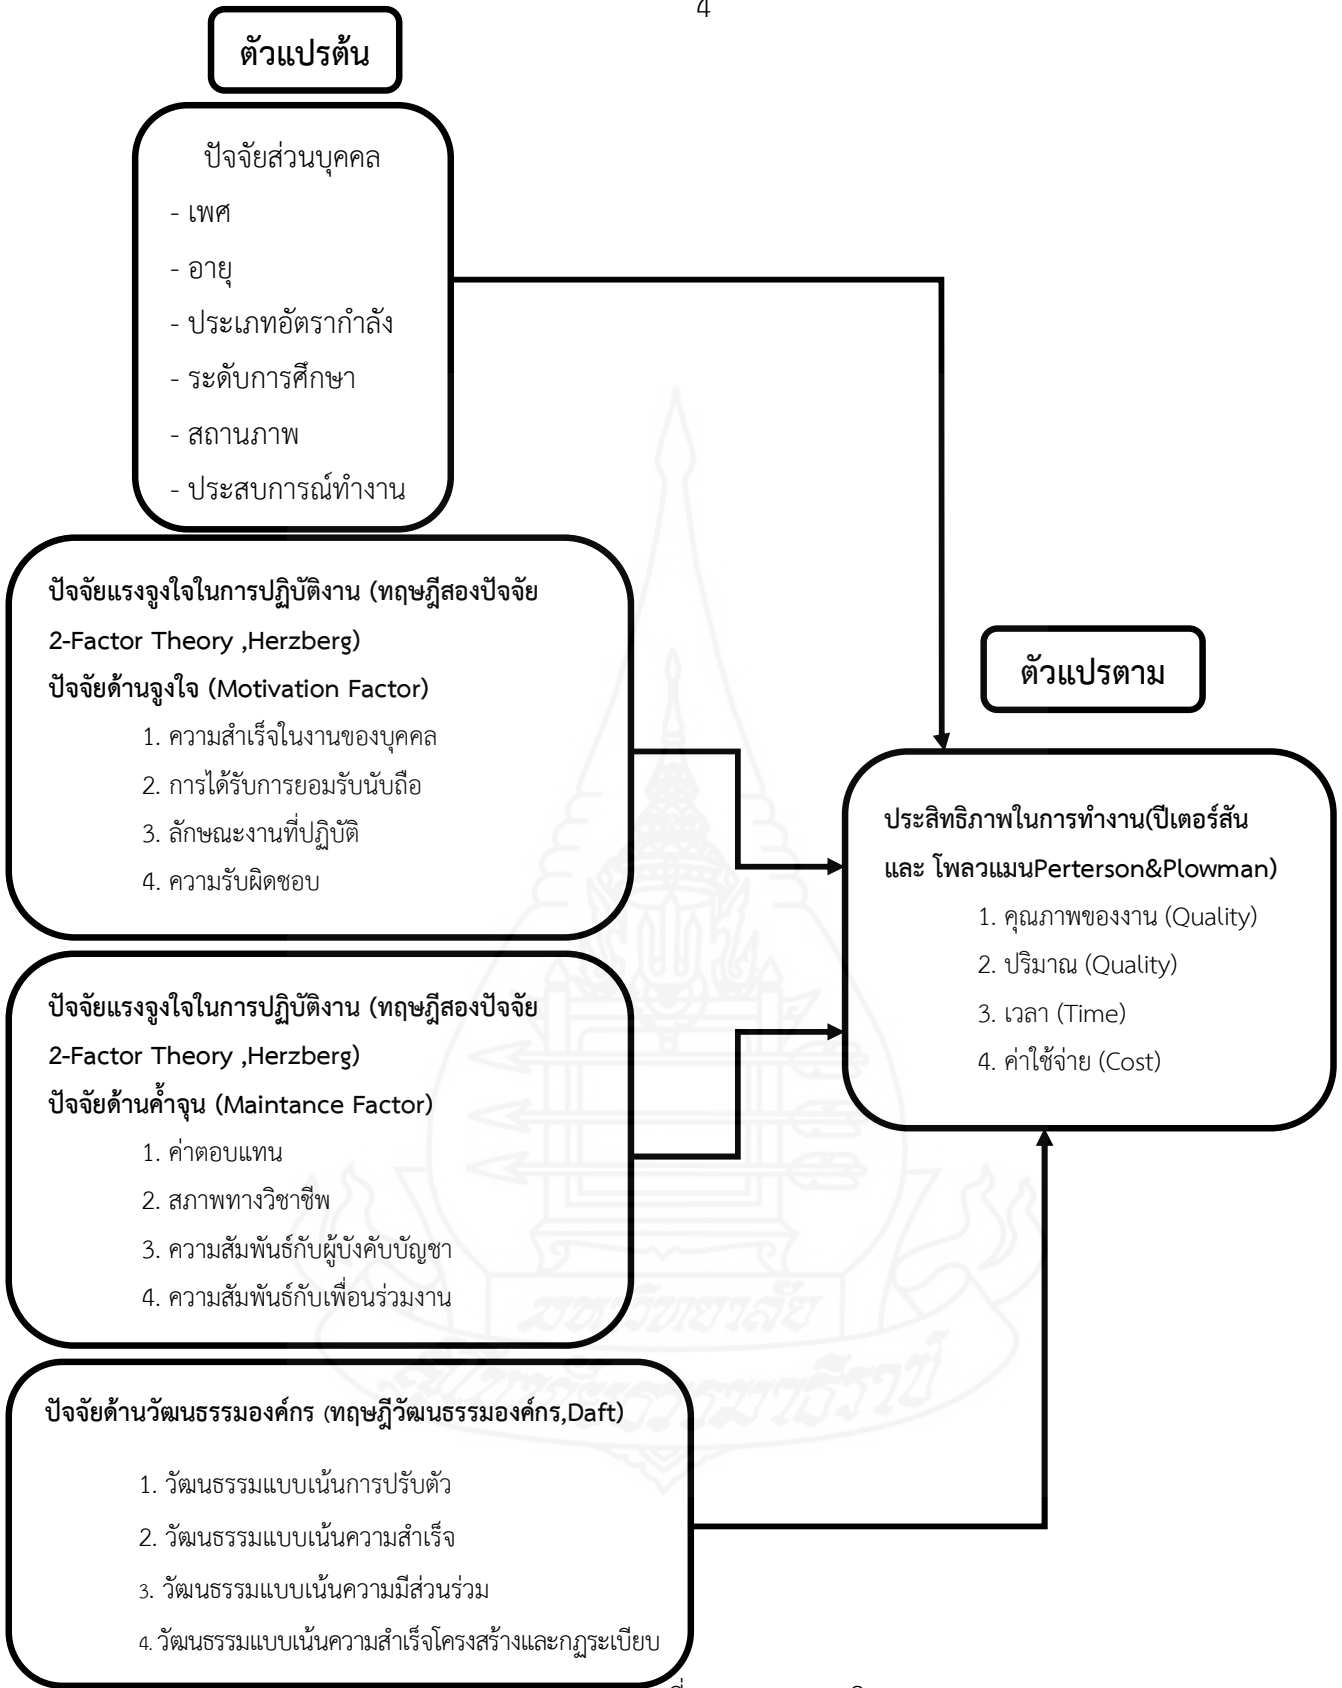 4
ตัวแปรต้น
ปัจจัยส่วนบุคคล
- เพศ
- อายุ
- ประเภทอัตรากำลัง
- ระดับการศึกษา
- สถานภาพ
- ประสบการณ์ทำงาน
ปัจจัยแรงจูงใจในการปฏิบัติงาน (ทฤษฎีสองปัจจัย
2-Factor Theory ,Herzberg)
ปัจจัยด้านจูงใจ (Motivation Factor)
1. ความสำเร็จในงานของบุคคล
2. การได้รับการยอมรับนับถือ
3. ลักษณะงานที่ปฏิบัติ
4. ความรับผิดชอบ
ปัจจัยแรงจูงใจในการปฏิบัติงาน (ทฤษฎีสองปัจจัย
2-Factor Theory ,Herzberg)
ปัจจัยด้านค้ำจุน (Maintance Factor)
1. ค่าตอบแทน
2. สภาพทางวิชาชีพ
3. ความสัมพันธ์กับผู้บังคับบัญชา
4. ความสัมพันธ์กับเพื่อนร่วมงาน
ปัจจัยด้านวัฒนธรรมองค์กร (ทฤษฎีวัฒนธรรมองค์กร,Daft)
1. วัฒนธรรมแบบเน้นการปรับตัว
2. วัฒนธรรมแบบเน้นความสำเร็จ
3. วัฒนธรรมแบบเน้นความมีส่วนร่วม
4. วัฒนธรรมแบบเน้นความสำเร็จโครงสร้างและกฎระเบียบ
ตัวแปรตาม
ประสิทธิภาพในการทำงาน(ปีเตอร์สัน
และ โพลวแมนPerterson&Plowman)
1. คุณภาพของงาน (Quality)
2. ปริมาณ (Quality)
3. เวลา (Time)
4. ค่าใช้จ่าย (Cost)
มหาวิทยาลัย
สุโขทัยธรรมาธิราช